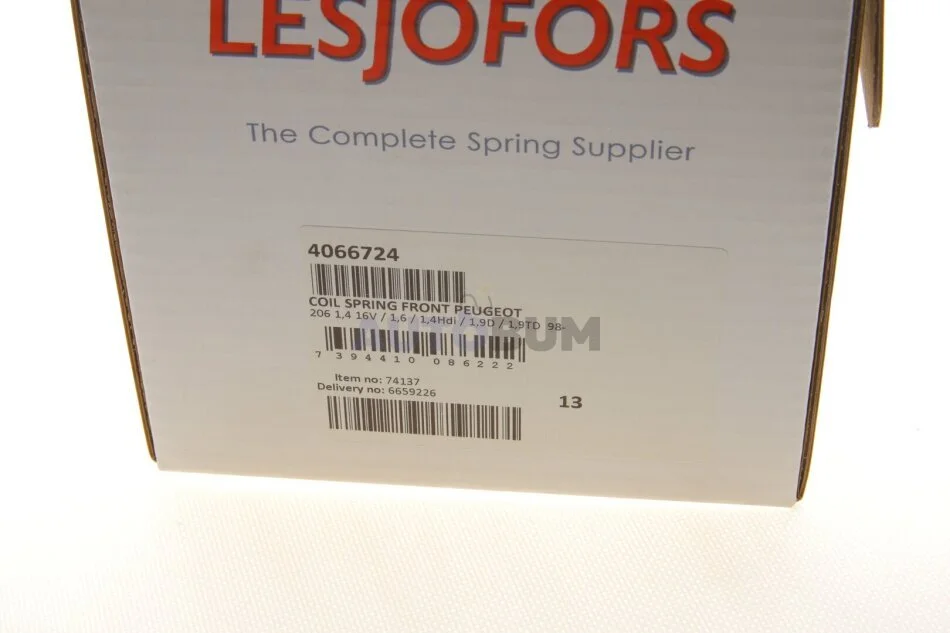 LESJOFORS
The Complete Spring Supplier
4066724
COIL SPRING FRONT PEUGEOT
206 1,4 16V / 1,6 / 1,4Hdi / 1,9D / 1,9TD 98-
AUTOBUM
7 394410 086222
Item no: 74137
Delivery no: 6659226
13